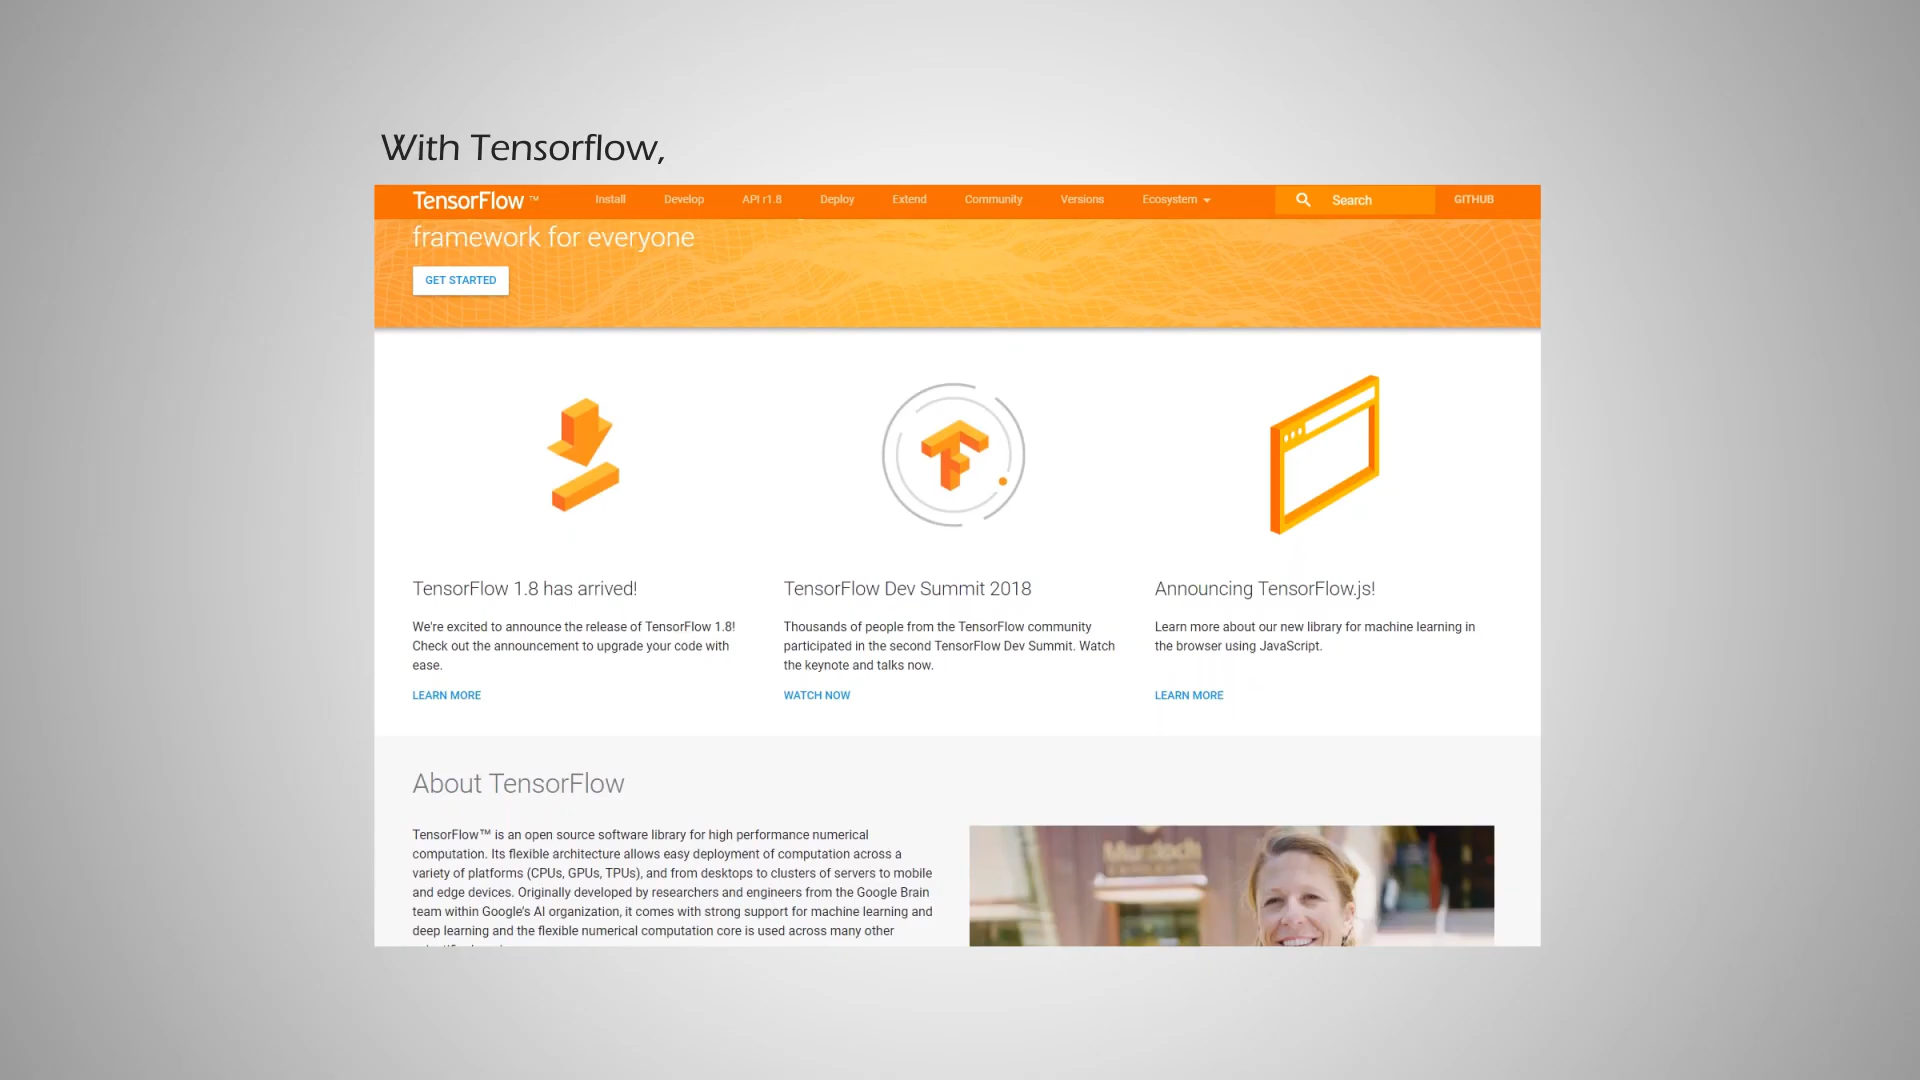 With Tensorflow,
TensorFlow ™ Install Develop API r1.8 Deploy Extend Community Versions Ecosystem Search GITHUB
framework for everyone
GET STARTED
TensorFlow 1.8 has arrived!
We're excited to announce the release of TensorFlow 1.8!
Check out the announcement to upgrade your code with
ease.
LEARN MORE
TensorFlow Dev Summit 2018
Thousands of people from the TensorFlow community
participated in the second TensorFlow Dev Summit. Watch
the keynote and talks now.
WATCH NOW
Announcing TensorFlow.js!
Learn more about our new library for machine learning in
the browser using JavaScript.
LEARN MORE
About TensorFlow
TensorFlow™ is an open source software library for high performance numerical
computation. Its flexible architecture allows easy deployment of computation across a
variety of platforms (CPUs, GPUs, TPUs), and from desktops to clusters of servers to mobile
and edge devices. Originally developed by researchers and engineers from the Google Brain
team within Google's AI organization, it comes with strong support for machine learning and
deep learning and the flexible numerical computation core is used across many other
Murdoch